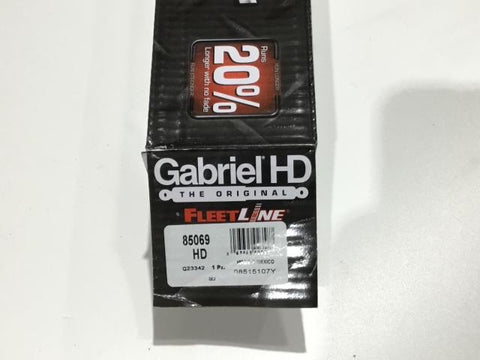 Runs
20%
Longer with no fade
Gabriel HD
THE ORIGINAL
FLEETLINE
85069
HD
Q23342 1 Pc.
08515107Y